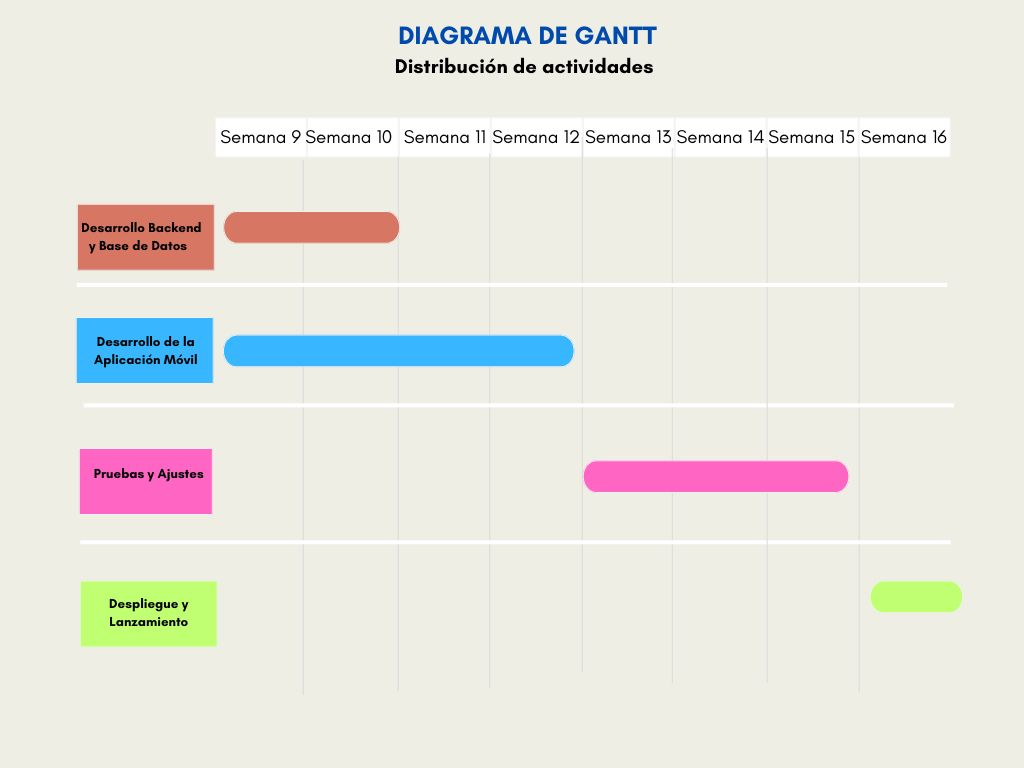 DIAGRAMA DE GANTT
Distribución de actividades
Semana 9 Semana 10 Semana 11 Semana 12 Semana 13 Semana 14 Semana 15 Semana 16
Desarrollo Backend
y Base de Datos
Desarrollo de la
Aplicación Móvil
Pruebas y Ajustes
Despliegue y
Lanzamiento